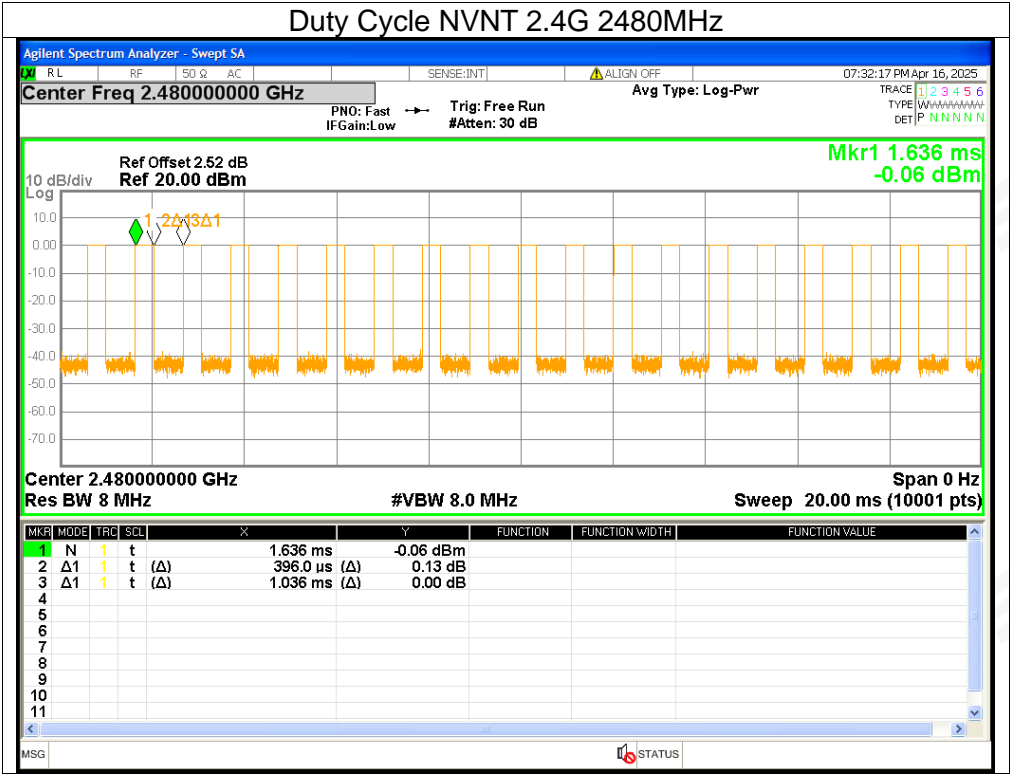 Duty Cycle NVNT 2.4G 2480MHz
Agilent Spectrum Analyzer - Swept SA
LXI RL RF 50 Ω AC SENSE:INT ALIGN OFF 07:32:17 PM Apr 16, 2025
Center Freq 2.480000000 GHz Avg Type: Log-Pwr TRACE 1 2 3 4 5 6
PNO: Fast Trig: Free Run TYPE W
IFGain:Low #Atten: 30 dB DET P N N N N N
Mkr1 1.636 ms
Ref Offset 2.52 dB
10 dB/div Ref 20.00 dBm -0.06 dBm
Log
10.0
1 2Δ1 3Δ1
0.00
-10.0
-20.0
-30.0
-40.0
-50.0
-60.0
-70.0
Center 2.480000000 GHz Span 0 Hz
Res BW 8 MHz #VBW 8.0 MHz Sweep 20.00 ms (10001 pts)
MKR MODE TRC SCL X Y FUNCTION FUNCTION WIDTH FUNCTION VALUE
1 N 1 t 1.636 ms -0.06 dBm
2 Δ1 1 t (Δ) 396.0 µs (Δ) 0.13 dB
3 Δ1 1 t (Δ) 1.036 ms (Δ) 0.00 dB
4
5
6
7
8
9
10
11
MSG STATUS